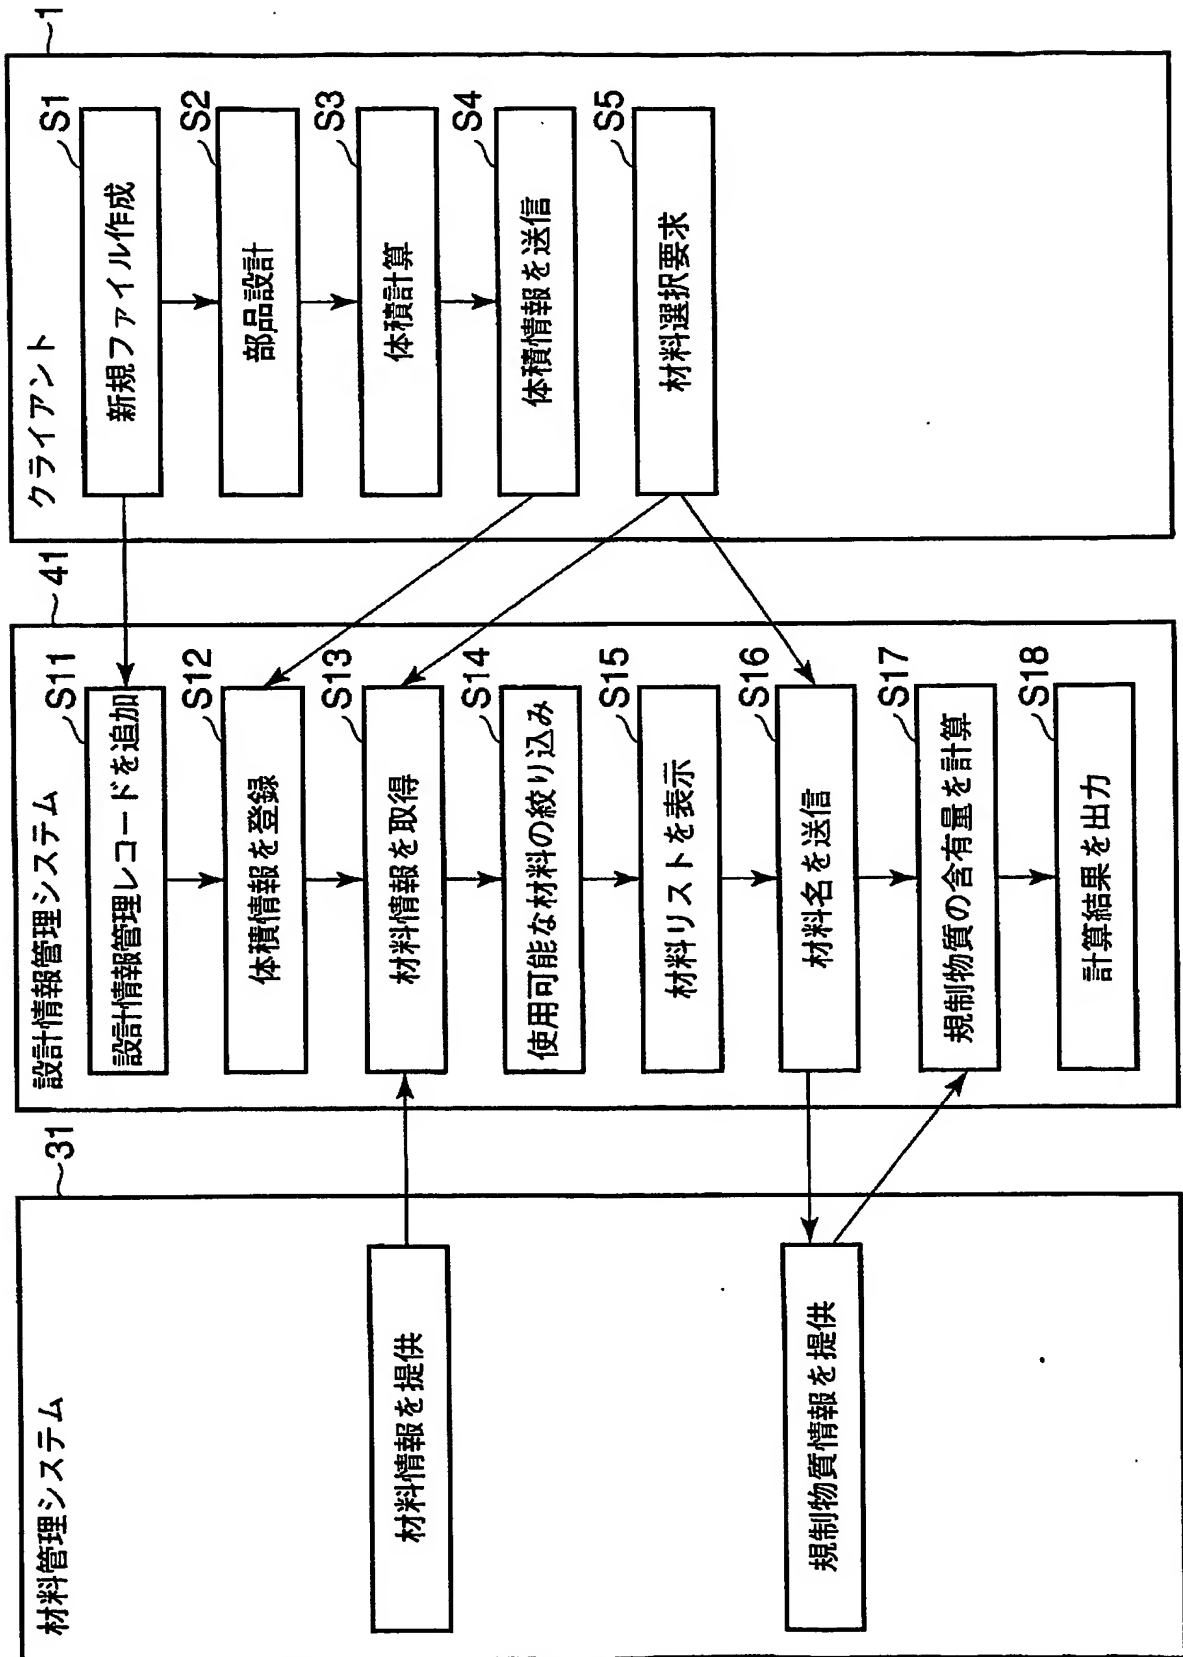 材料管理システム
31
材料情報を提供
規制物質情報を提供
設計情報管理システム
41
設計情報管理レコードを追加
S11
体積情報を登録
S12
材料情報を取得
S13
使用可能な材料の絞り込み
S14
材料リストを表示
S15
材料名を送信
S16
規制物質の含有量を計算
S17
計算結果を出力
S18
クライアント
1
新規ファイル作成
S1
部品設計
S2
体積計算
S3
体積情報を送信
S4
材料選択要求
S5